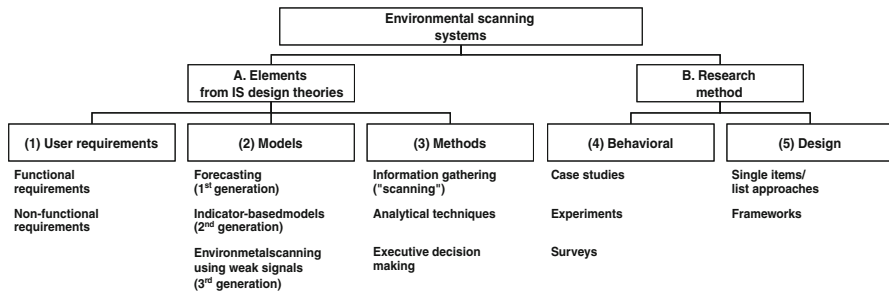 Environmental scanning
systems
A. Elements
from IS design theories
B. Research
method
(1) User requirements
(2) Models
(3) Methods
(4) Behavioral
(5) Design
Functional
requirements
Non-functional
requirements
Forecasting
(1st generation)
Indicator-basedmodels
(2nd generation)
Environmetalscanning
using weak signals
(3rd generation)
Information gathering
("scanning")
Analytical techniques
Executive decision
making
Case studies
Experiments
Surveys
Single items/
list approaches
Frameworks